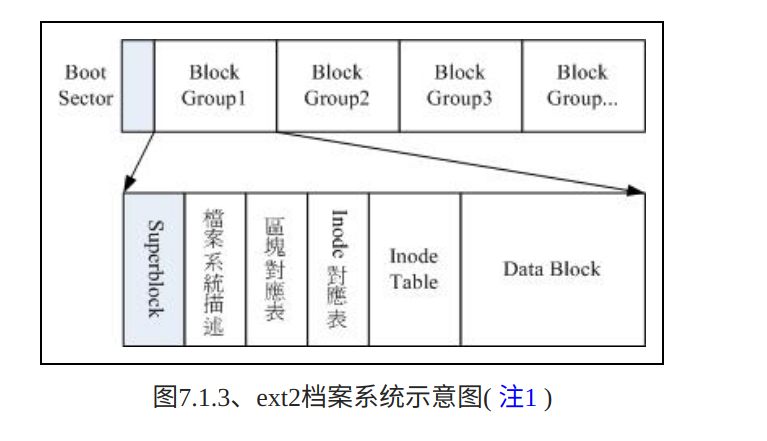 Boot Sector
Block Group1
Block Group2
Block Group3
Block Group...
Superblock
檔案系統描述
區塊對應表
Inode 對應表
Inode Table
Data Block
图7.1.3、ext2档案系统示意图( 注1 )